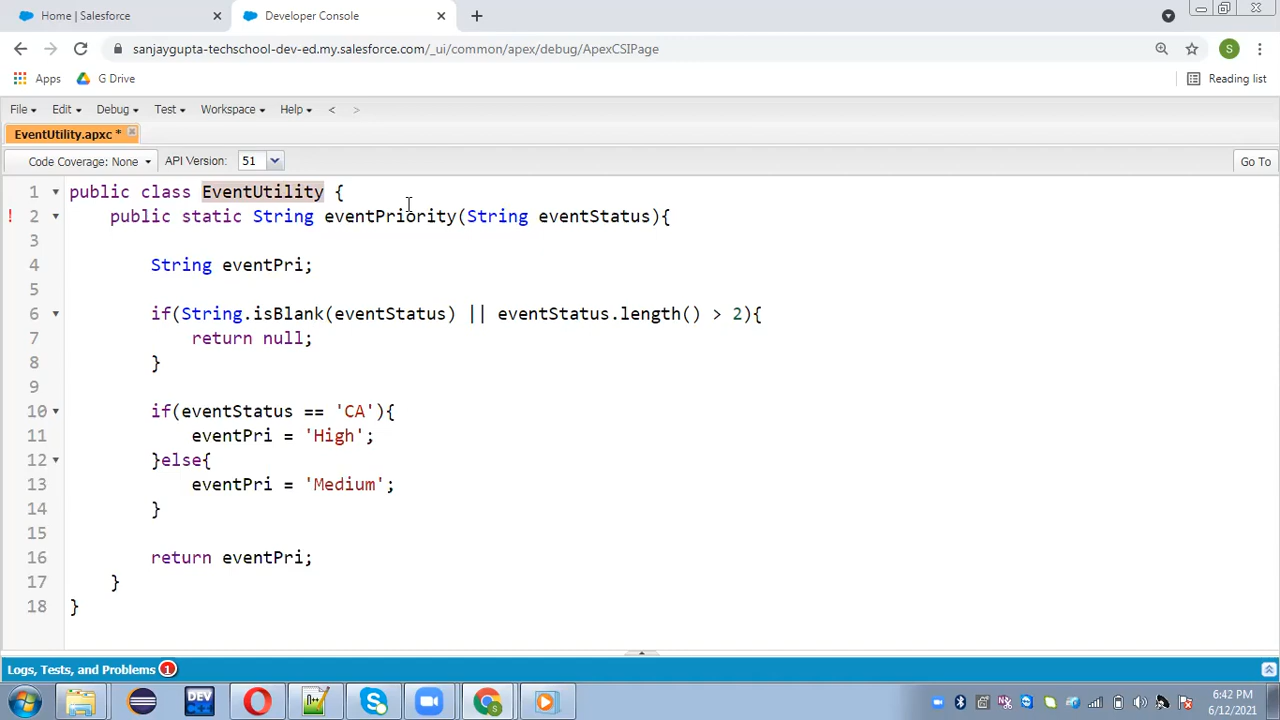 Home | Salesforce
Developer Console
sanjaygupta-techschool-dev-ed.my.salesforce.com/_ui/common/apex/debug/ApexCSIPage
S
Apps
G Drive
Reading list
File
Edit
Debug
Test
Workspace
Help
<
>
EventUtility.apxc *
Code Coverage: None
API Version:
51
Go To
1 public class EventUtility {
! 2 public static String eventPriority(String eventStatus){
3
4 String eventPri;
5
6 if(String.isBlank(eventStatus) || eventStatus.length() > 2){
7 return null;
8 }
9
10 if(eventStatus == 'CA'){
11 eventPri = 'High';
12 }else{
13 eventPri = 'Medium';
14 }
15
16 return eventPri;
17 }
18 }
Logs, Tests, and Problems 1
DEV
S
6:42 PM
6/12/2021